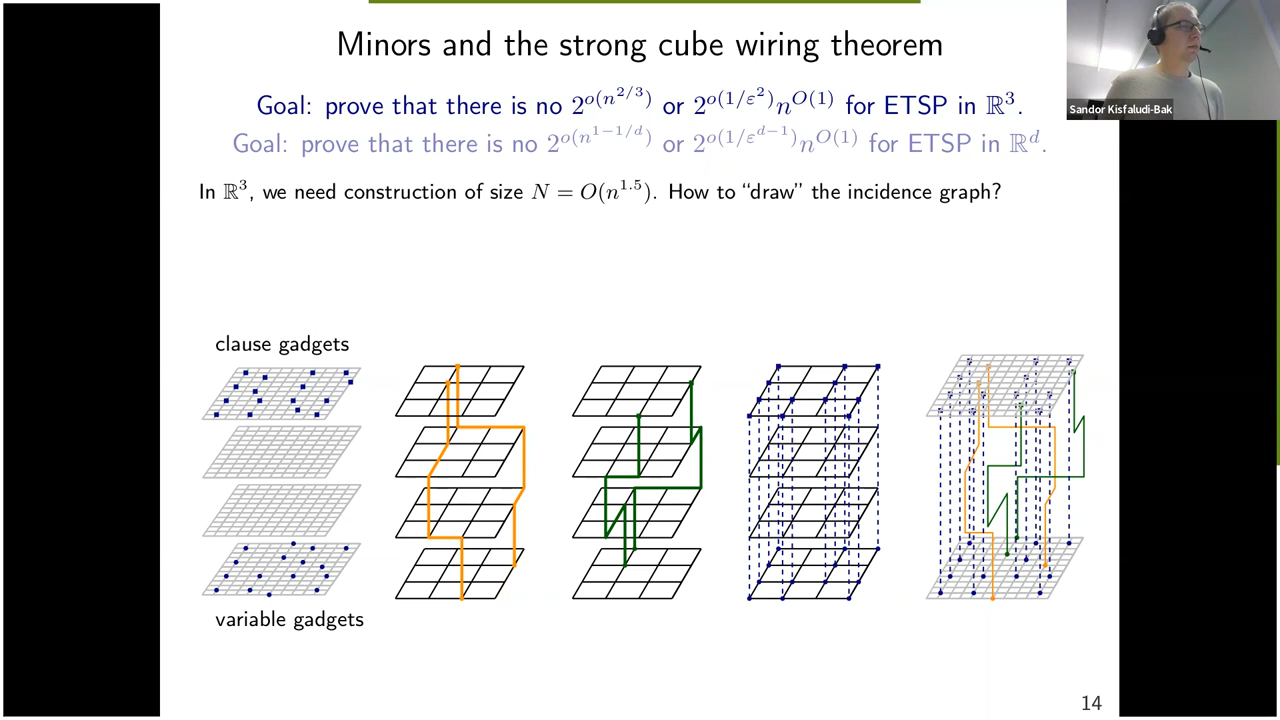 Minors and the strong cube wiring theorem
Goal: prove that there is no 2^{o(n^{2/3})} or 2^{o(1/ε^2)}n^{O(1)} for ETSP in ℝ^3.
Goal: prove that there is no 2^{o(n^{1-1/d})} or 2^{o(1/ε^{d-1})}n^{O(1)} for ETSP in ℝ^d.
In ℝ^3, we need construction of size N = O(n^{1.5}). How to “draw” the incidence graph?
clause gadgets
variable gadgets
14
Sandor Kisfaludi-Bak